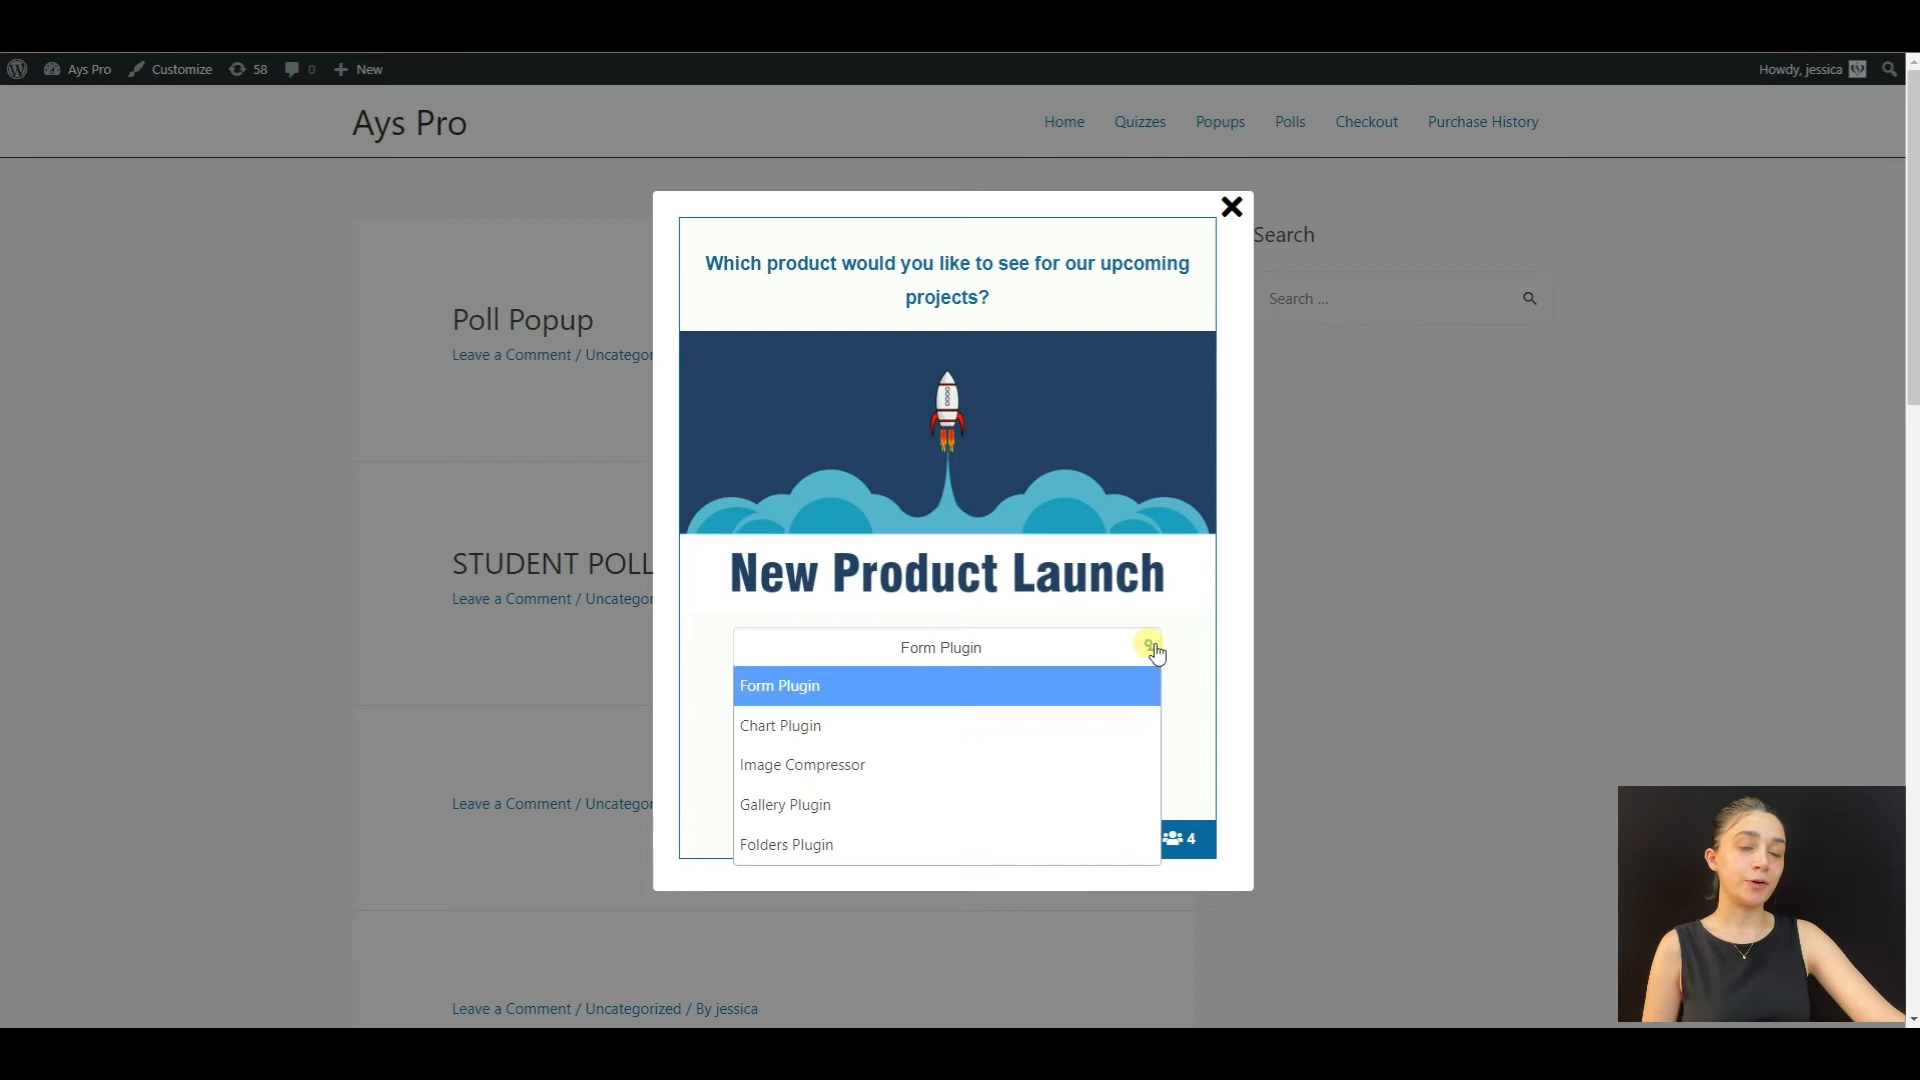 Ays Pro
Customize
58
0
New
Howdy, jessica
Ays Pro
Home
Quizzes
Popups
Polls
Checkout
Purchase History
Poll Popup
Leave a Comment / Uncategor
STUDENT POLL
Leave a Comment / Uncategor
Leave a Comment / Uncategor
Leave a Comment / Uncategorized / By jessica
Search
Search ...
Which product would you like to see for our upcoming
projects?
New Product Launch
Form Plugin
Form Plugin
Chart Plugin
Image Compressor
Gallery Plugin
Folders Plugin
4